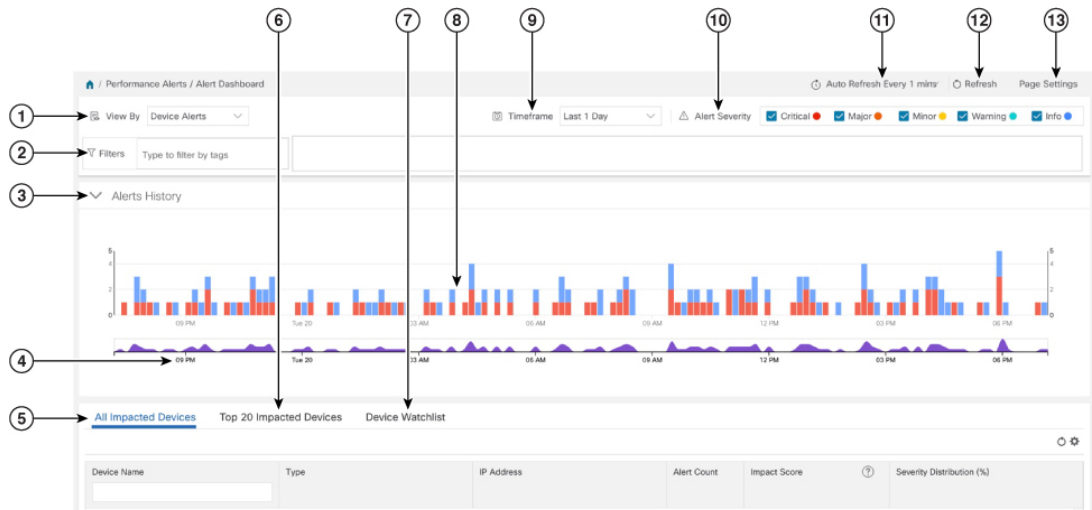 6 7 8 9 10 11 12 13
/ Performance Alerts / Alert Dashboard Auto Refresh Every 1 mins Refresh Page Settings
1 View By Device Alerts Timeframe Last 1 Day Alert Severity Critical Major Minor Warning Info
2 Filters Type to filter by tags
3 Alerts History
5 5
4 4
2 2
0 0
09 PM Tue 20 03 AM 06 AM 09 AM 12 PM 03 PM 06 PM
4 09 PM Tue 20 03 AM 06 AM 09 AM 12 PM 03 PM 06 PM
5 All Impacted Devices Top 20 Impacted Devices Device Watchlist
Device Name Type IP Address Alert Count Impact Score ? Severity Distribution (%)